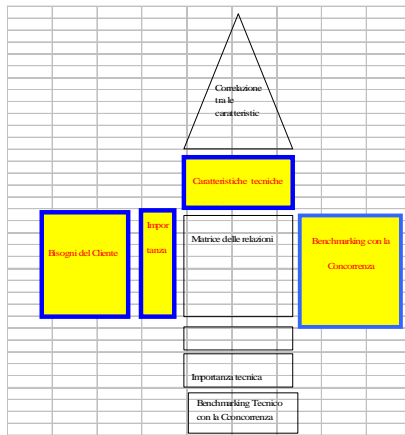 Correlazione
tra le
caratteristic
Caratteristiche tecniche
Bisogni del Cliente
Impor
tanza
Matrice delle relazioni
Benchmarking con la
Concorrenza
Importanza tecnica
Benchmarking Tecnico
con la Cconcorrenza